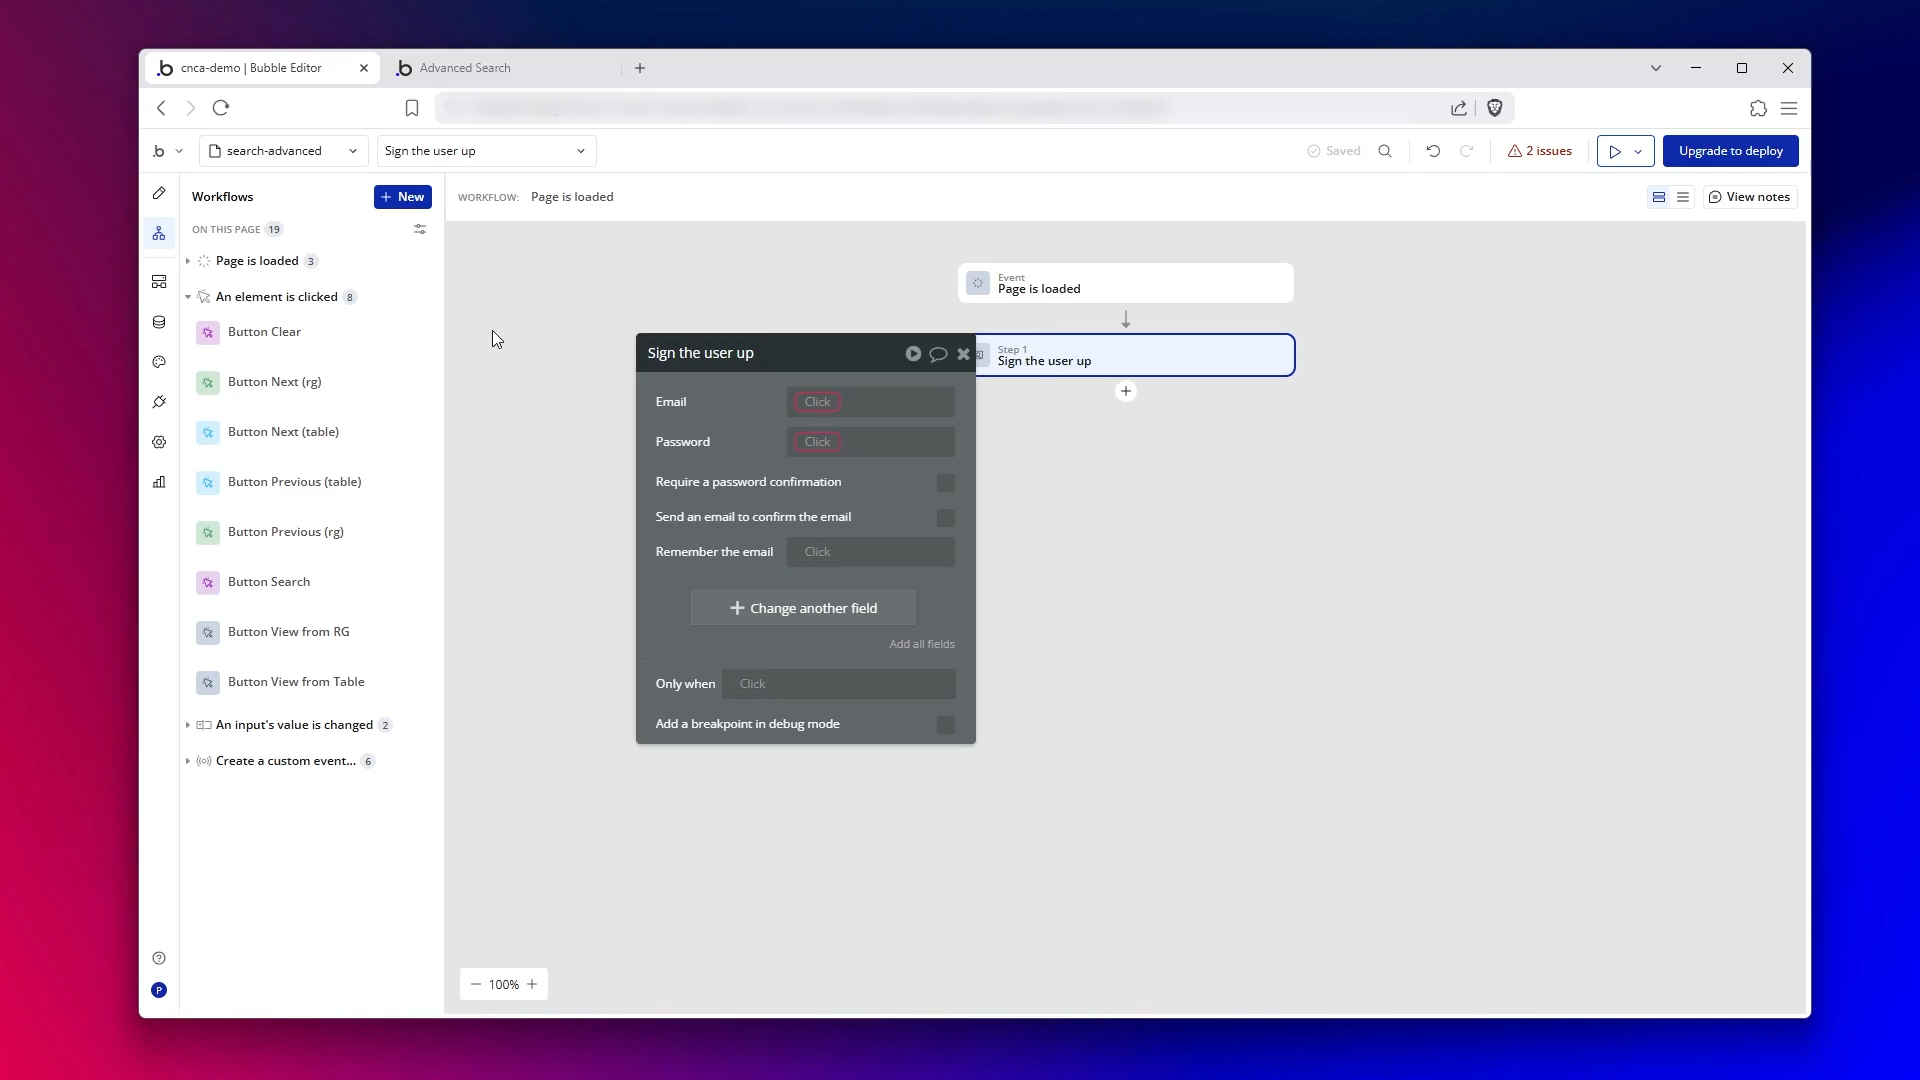 cnca-demo | Bubble Editor
Advanced Search
search-advanced
Sign the user up
Saved
2 issues
Upgrade to deploy
Workflows
New
WORKFLOW: Page is loaded
View notes
ON THIS PAGE 19
Page is loaded 3
An element is clicked 8
Button Clear
Button Next (rg)
Button Next (table)
Button Previous (table)
Button Previous (rg)
Button Search
Button View from RG
Button View from Table
An input's value is changed 2
Create a custom event... 6
Event
Page is loaded
Step 1
Sign the user up
Sign the user up
Email Click
Password Click
Require a password confirmation
Send an email to confirm the email
Remember the email Click
Change another field
Add all fields
Only when Click
Add a breakpoint in debug mode
100%
P